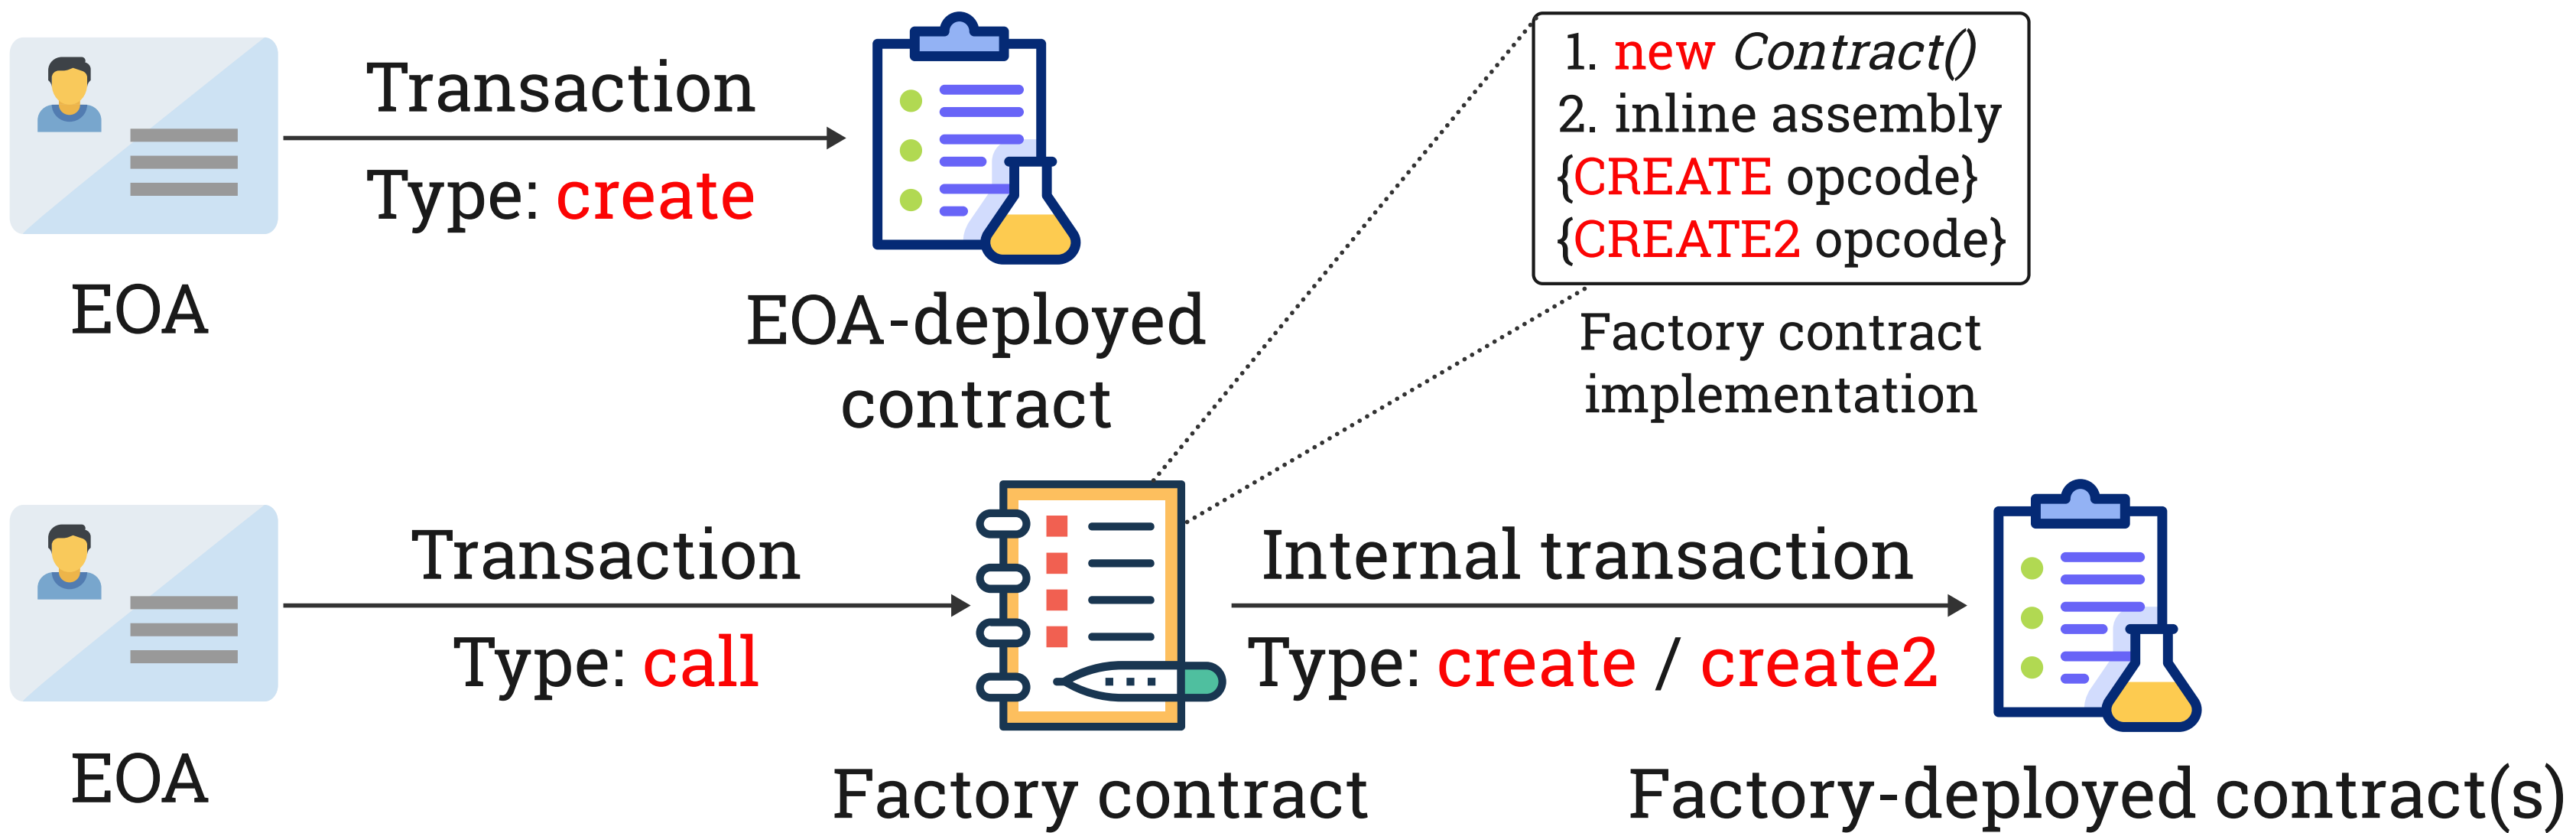 Transaction
Type: create
EOA
EOA-deployed
contract
1. new Contract()
2. inline assembly
{CREATE opcode}
{CREATE2 opcode}
Factory contract
implementation
Transaction
Type: call
EOA
Factory contract
Internal transaction
Type: create / create2
Factory-deployed contract(s)